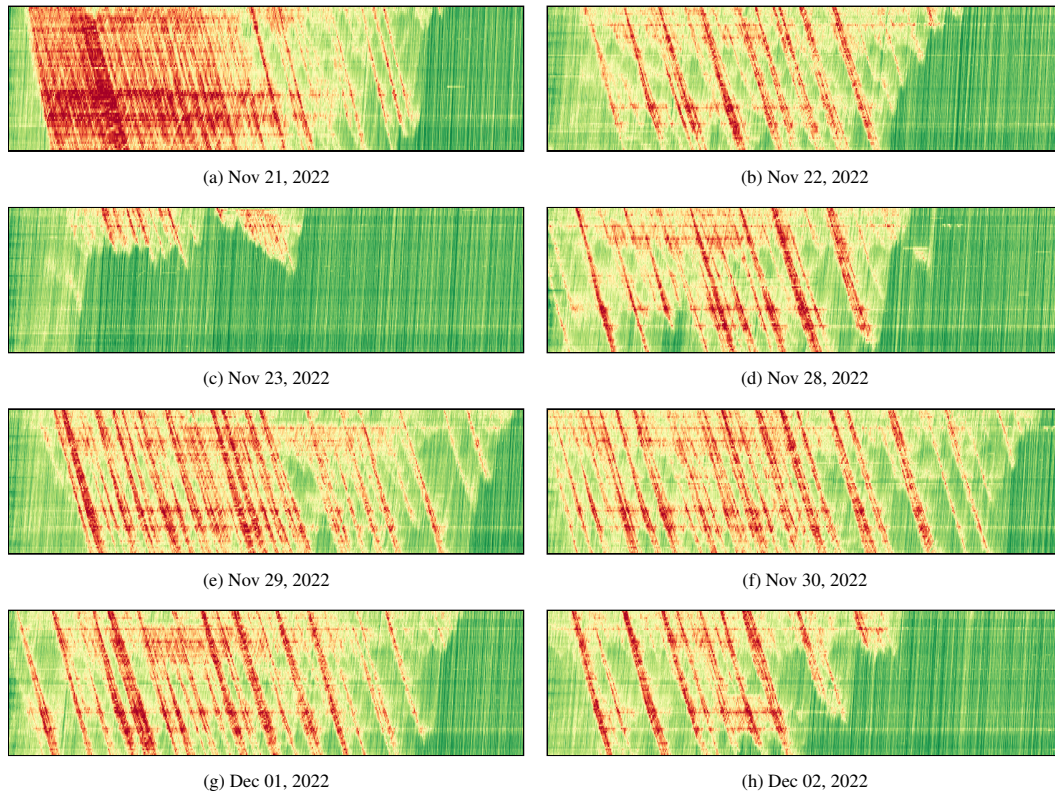 (a) Nov 21, 2022
(b) Nov 22, 2022
(c) Nov 23, 2022
(d) Nov 28, 2022
(e) Nov 29, 2022
(f) Nov 30, 2022
(g) Dec 01, 2022
(h) Dec 02, 2022